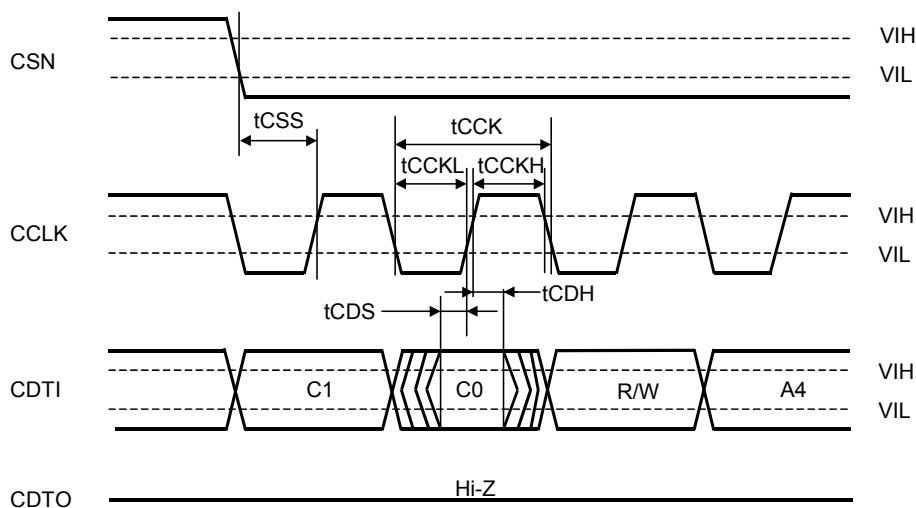 CSN
VIH
VIL
tCSS
tCCK
tCCKL
tCCKH
CCLK
VIH
VIL
tCDS
tCDH
CDTI
C1
C0
R/W
A4
VIH
VIL
CDTO
Hi-Z